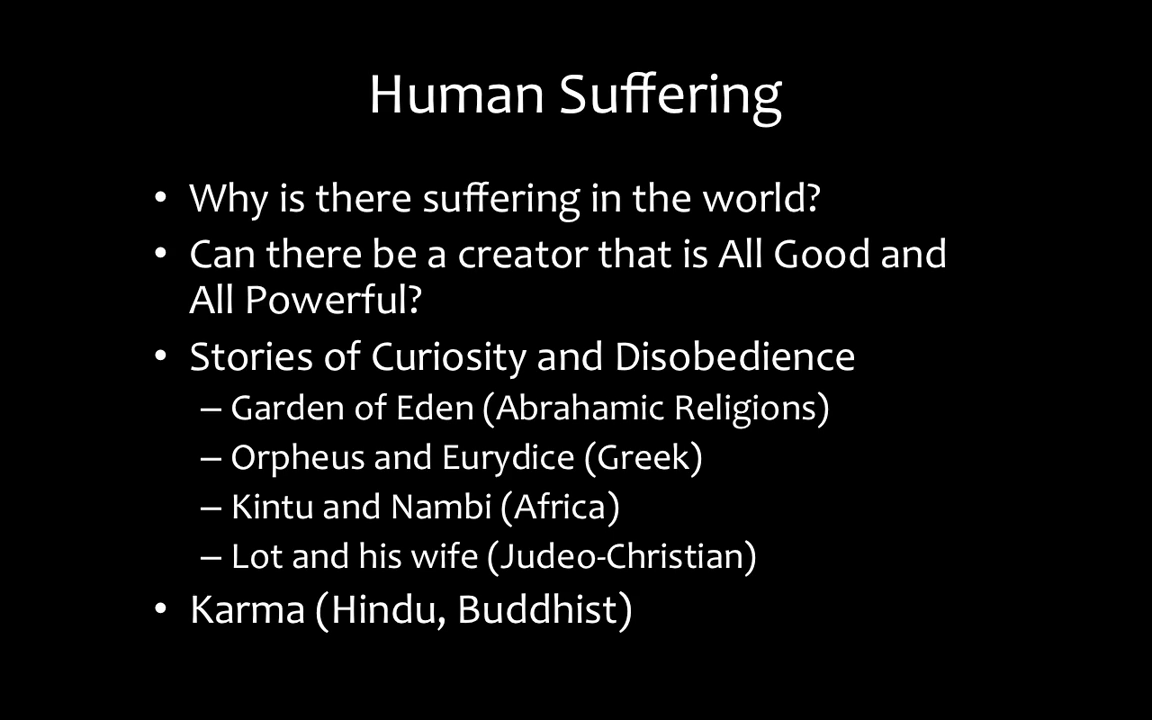 Human Suffering
• Why is there suffering in the world?
• Can there be a creator that is All Good and
All Powerful?
• Stories of Curiosity and Disobedience
– Garden of Eden (Abrahamic Religions)
– Orpheus and Eurydice (Greek)
– Kintu and Nambi (Africa)
– Lot and his wife (Judeo-Christian)
• Karma (Hindu, Buddhist)